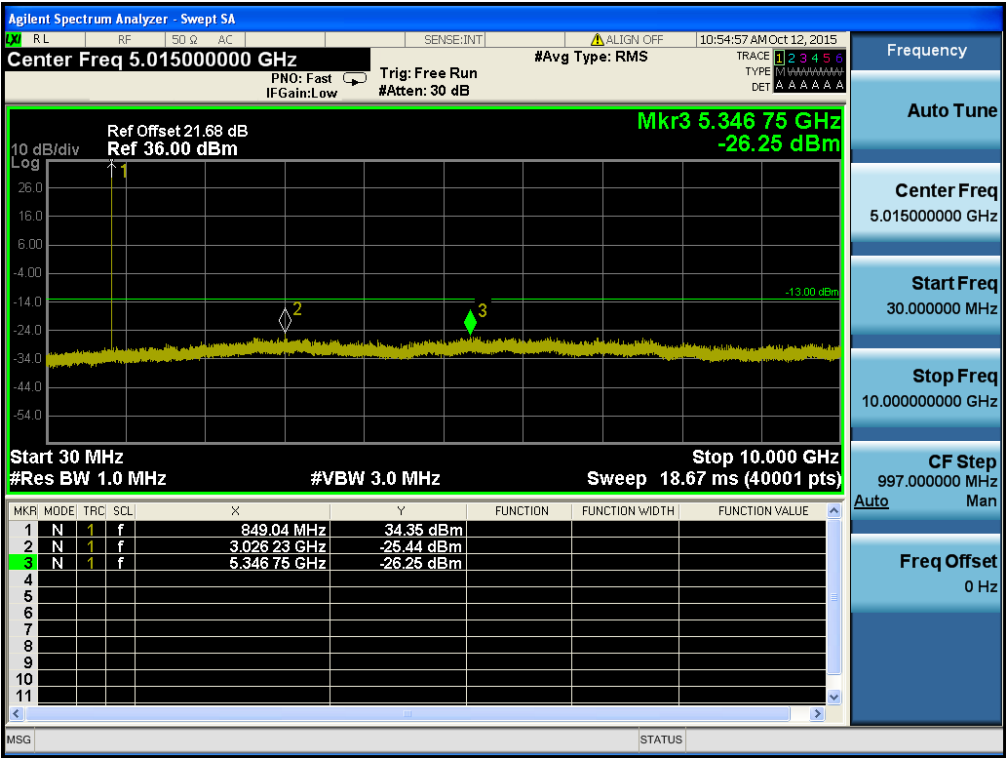 Agilent Spectrum Analyzer - Swept SA
LXI RL RF 50 Ω AC SENSE:INT ALIGN OFF 10:54:57 AM Oct 12, 2015
Center Freq 5.015000000 GHz #Avg Type: RMS TRACE 1 2 3 4 5 6
PNO: Fast Trig: Free Run TYPE M
IFGain:Low #Atten: 30 dB DET A A A A A A
Mkr3 5.346 75 GHz
-26.25 dBm
Ref Offset 21.68 dB
10 dB/div Ref 36.00 dBm
Log
1
26.0
16.0
6.00
-4.00
-13.00 dBm
-14.0
2
3
-24.0
-34.0
-44.0
-54.0
Start 30 MHz Stop 10.000 GHz
#Res BW 1.0 MHz #VBW 3.0 MHz Sweep 18.67 ms (40001 pts)
MKR MODE TRC SCL X Y FUNCTION FUNCTION WIDTH FUNCTION VALUE
1 N 1 f 849.04 MHz 34.35 dBm
2 N 1 f 3.026 23 GHz -25.44 dBm
3 N 1 f 5.346 75 GHz -26.25 dBm
4
5
6
7
8
9
10
11
MSG STATUS
Frequency
Auto Tune
Center Freq
5.015000000 GHz
Start Freq
30.000000 MHz
Stop Freq
10.000000000 GHz
CF Step
997.000000 MHz
Auto Man
Freq Offset
0 Hz